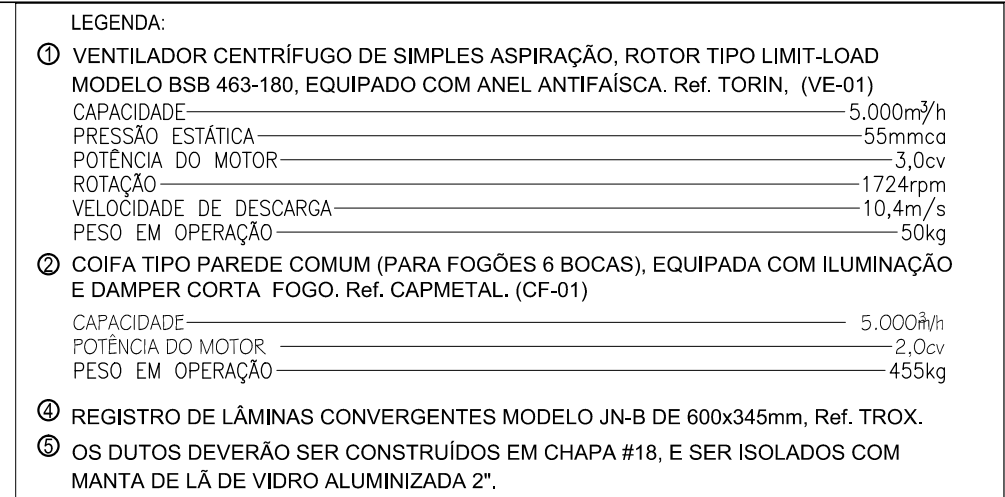 LEGENDA:
① VENTILADOR CENTRÍFUGO DE SIMPLES ASPIRAÇÃO, ROTOR TIPO LIMIT-LOAD
MODELO BSB 463-180, EQUIPADO COM ANEL ANTIFAÍSCA. Ref. TORIN, (VE-01)
CAPACIDADE 5.000m³/h
PRESSÃO ESTÁTICA 55mmca
POTÊNCIA DO MOTOR 3,0cv
ROTAÇÃO 1724rpm
VELOCIDADE DE DESCARGA 10,4m/s
PESO EM OPERAÇÃO 50kg
② COIFA TIPO PAREDE COMUM (PARA FOGÕES 6 BOCAS), EQUIPADA COM ILUMINAÇÃO
E DAMPER CORTA FOGO. Ref. CAPMETAL. (CF-01)
CAPACIDADE 5.000m³/h
POTÊNCIA DO MOTOR 2,0cv
PESO EM OPERAÇÃO 455kg
④ REGISTRO DE LÂMINAS CONVERGENTES MODELO JN-B DE 600x345mm, Ref. TROX.
⑤ OS DUTOS DEVERÃO SER CONSTRUÍDOS EM CHAPA #18, E SER ISOLADOS COM
MANTA DE LÃ DE VIDRO ALUMINIZADA 2".